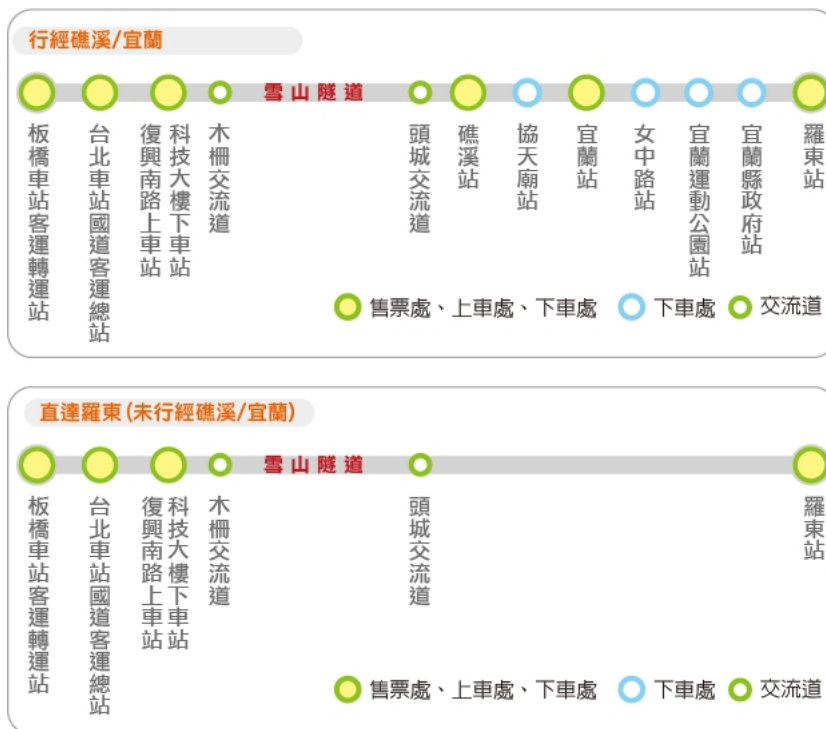 行經礁溪/宜蘭
雪山隧道
板橋車站客運轉運站
台北車站國道客運總站
復興南路上車站
科技大樓下車站
木柵交流道
頭城交流道
礁溪站
協天廟站
宜蘭站
女中路站
宜蘭運動公園站
宜蘭縣政府站
羅東站
售票處、上車處、下車處
下車處
交流道
直達羅東(未行經礁溪/宜蘭)
雪山隧道
板橋車站客運轉運站
台北車站國道客運總站
復興南路上車站
科技大樓下車站
木柵交流道
頭城交流道
羅東站
售票處、上車處、下車處
下車處
交流道